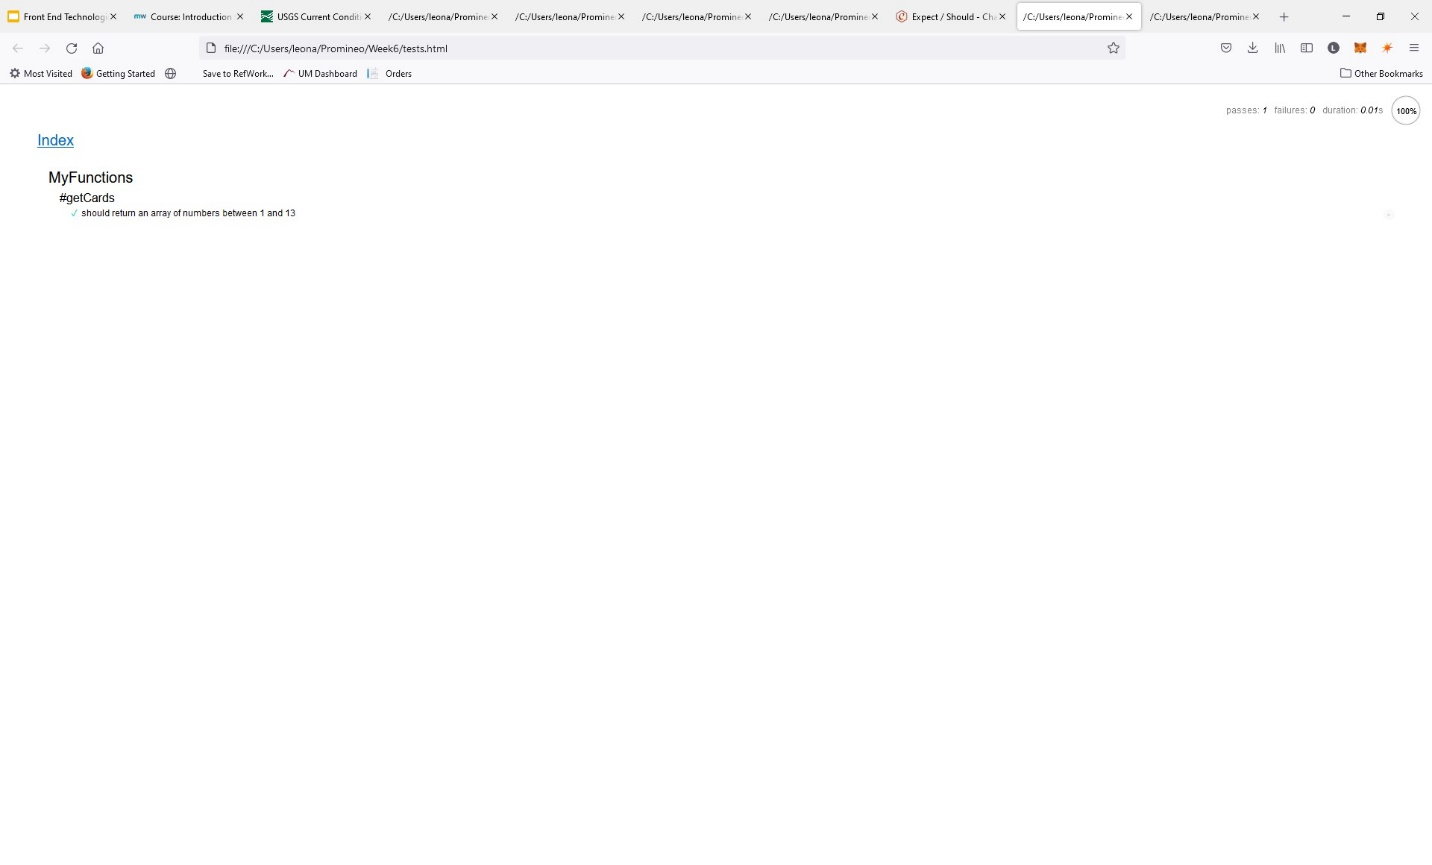 Front End Technolog
mw Course: Introduction
USGS Current Conditi
/C:/Users/leona/Promine
/C:/Users/leona/Promine
/C:/Users/leona/Promine
/C:/Users/leona/Promine
Expect / Should - Cha
/C:/Users/leona/Promine
/C:/Users/leona/Promine
file:///C:/Users/leona/Promineo/Week6/tests.html
L
Most Visited Getting Started Save to RefWork... UM Dashboard Orders Other Bookmarks
passes: 1 failures: 0 duration: 0.01s 100%
Index
MyFunctions
#getCards
✓ should return an array of numbers between 1 and 13